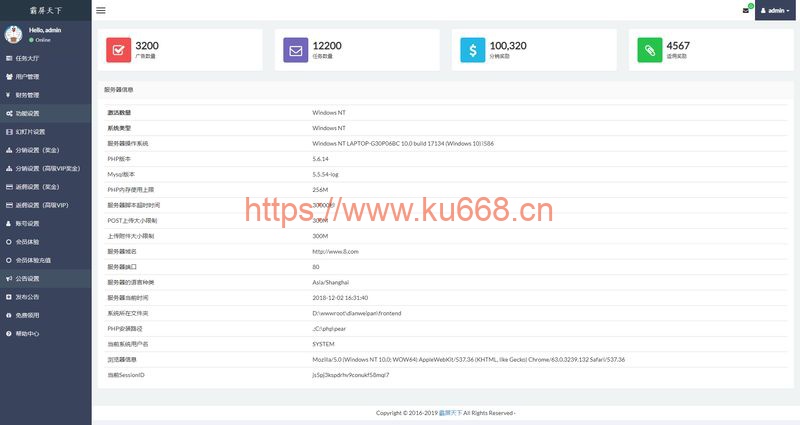 霸屏天下
admin
Hello, admin
Online
任务大厅
用户管理
财务管理
功能设置
幻灯片设置
分销设置（奖金）
分销设置（高级VIP奖金）
返佣设置（奖金）
返佣设置（高级VIP）
账号设置
会员体验
会员体验充值
公告设置
发布公告
免费领用
帮助中心
3200
广告数量
12200
任务数量
100,320
分销奖励
4567
返佣奖励
服务器信息
激活数量 Windows NT
系统类型 Windows NT
服务器操作系统 Windows NT LAPTOP-G30P06BC 10.0 build 17134 (Windows 10) i586
PHP版本 5.6.14
Mysql版本 5.5.54-log
PHP内存使用上限 256M
服务器脚本超时时间 30000秒
POST上传大小限制 300M
上传附件大小限制 300M
https://www.ku668.cn
服务器域名 http://www.8.com
服务器端口 80
服务器的语言种类 Asia/Shanghai
服务器当前时间 2018-12-02 16:31:40
系统所在文件夹 D:\wwwroot\dianweipan\frontend
PHP安装路径 .;C:\php\pear
当前系统用户名 SYSTEM
浏览器信息 Mozilla/5.0 (Windows NT 10.0; WOW64) AppleWebKit/537.36 (KHTML, like Gecko) Chrome/63.0.3239.132 Safari/537.36
当前SessionID js5pj3kspdrhv9conukf58mqi7
Copyright © 2016-2019 霸屏天下 All Rights Reserved ·